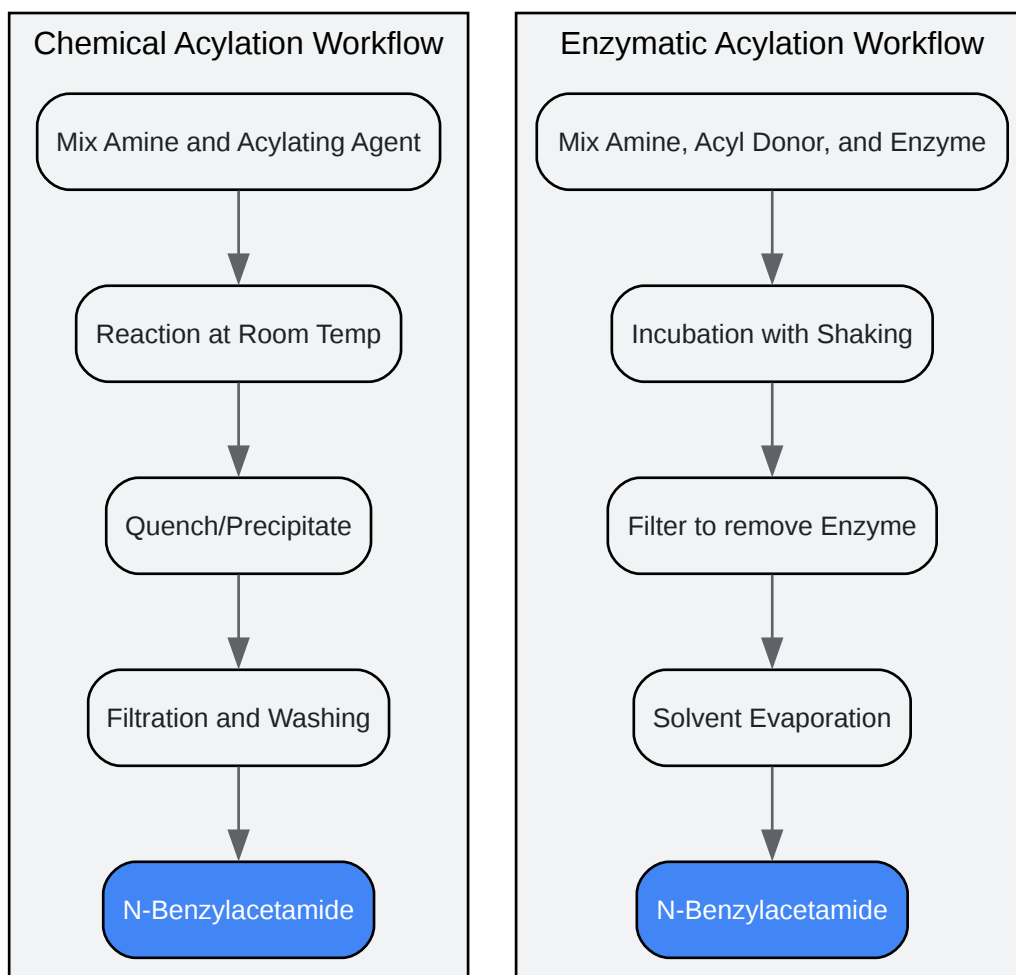 Chemical Acylation Workflow
Mix Amine and Acylating Agent
Reaction at Room Temp
Quench/Precipitate
Filtration and Washing
N-Benzylacetamide
Enzymatic Acylation Workflow
Mix Amine, Acyl Donor, and Enzyme
Incubation with Shaking
Filter to remove Enzyme
Solvent Evaporation
N-Benzylacetamide